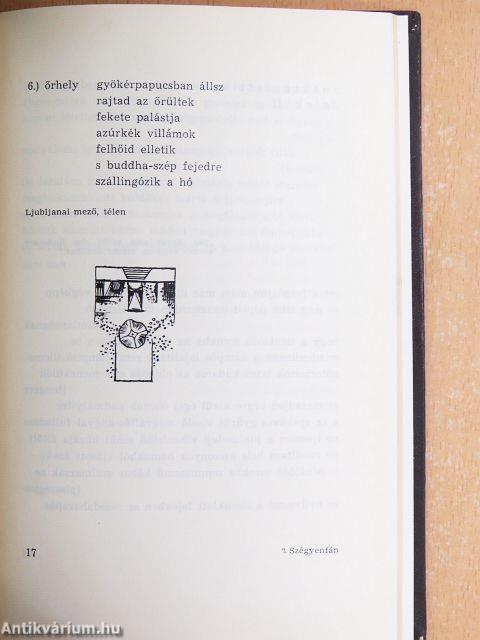 6.) őrhely gyökérpapucsban állsz
rajtad az őrültek
fekete palástja
azúrkék villámok
felhőid elletik
s buddha-szép fejedre
szállingózik a hó
Ljubljanai mező, télen
17
Szégyenfán
Antikvárium.hu